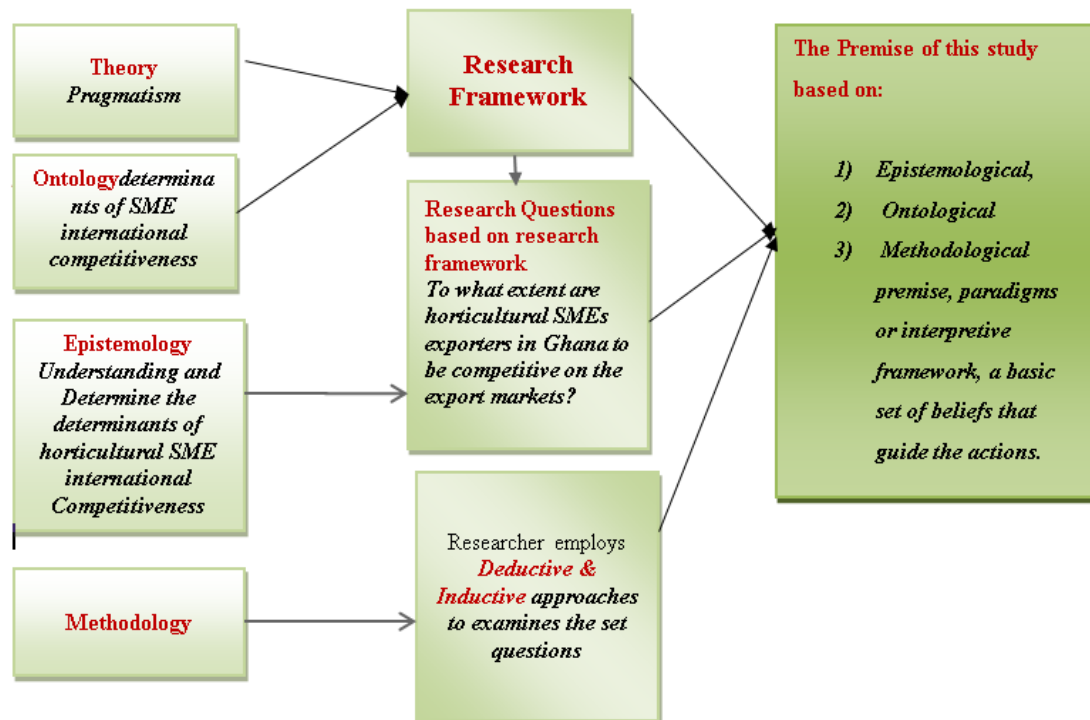 Theory
Pragmatism
Ontologydetermina
nts of SME
international
competitiveness
Epistemology
Understanding and
Determine the
determinants of
horticultural SME
international
Competitiveness
Methodology
Research
Framework
Research Questions
based on research
framework
To what extent are
horticultural SMEs
exporters in Ghana to
be competitive on the
export markets?
Researcher employs
Deductive &
Inductive approaches
to examines the set
questions
The Premise of this study
based on:
1) Epistemological,
2) Ontological
3) Methodological
premise, paradigms
or interpretive
framework, a basic
set of beliefs that
guide the actions.